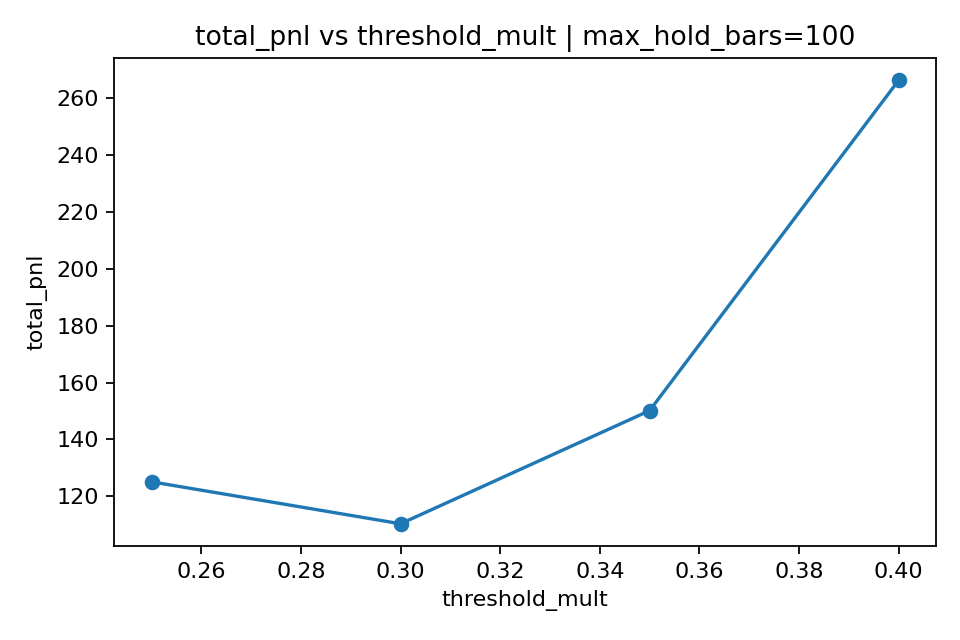 total_pnl vs threshold_mult | max_hold_bars=100
total_pnl
260
240
220
200
180
160
140
120
0.26 0.28 0.30 0.32 0.34 0.36 0.38 0.40
threshold_mult